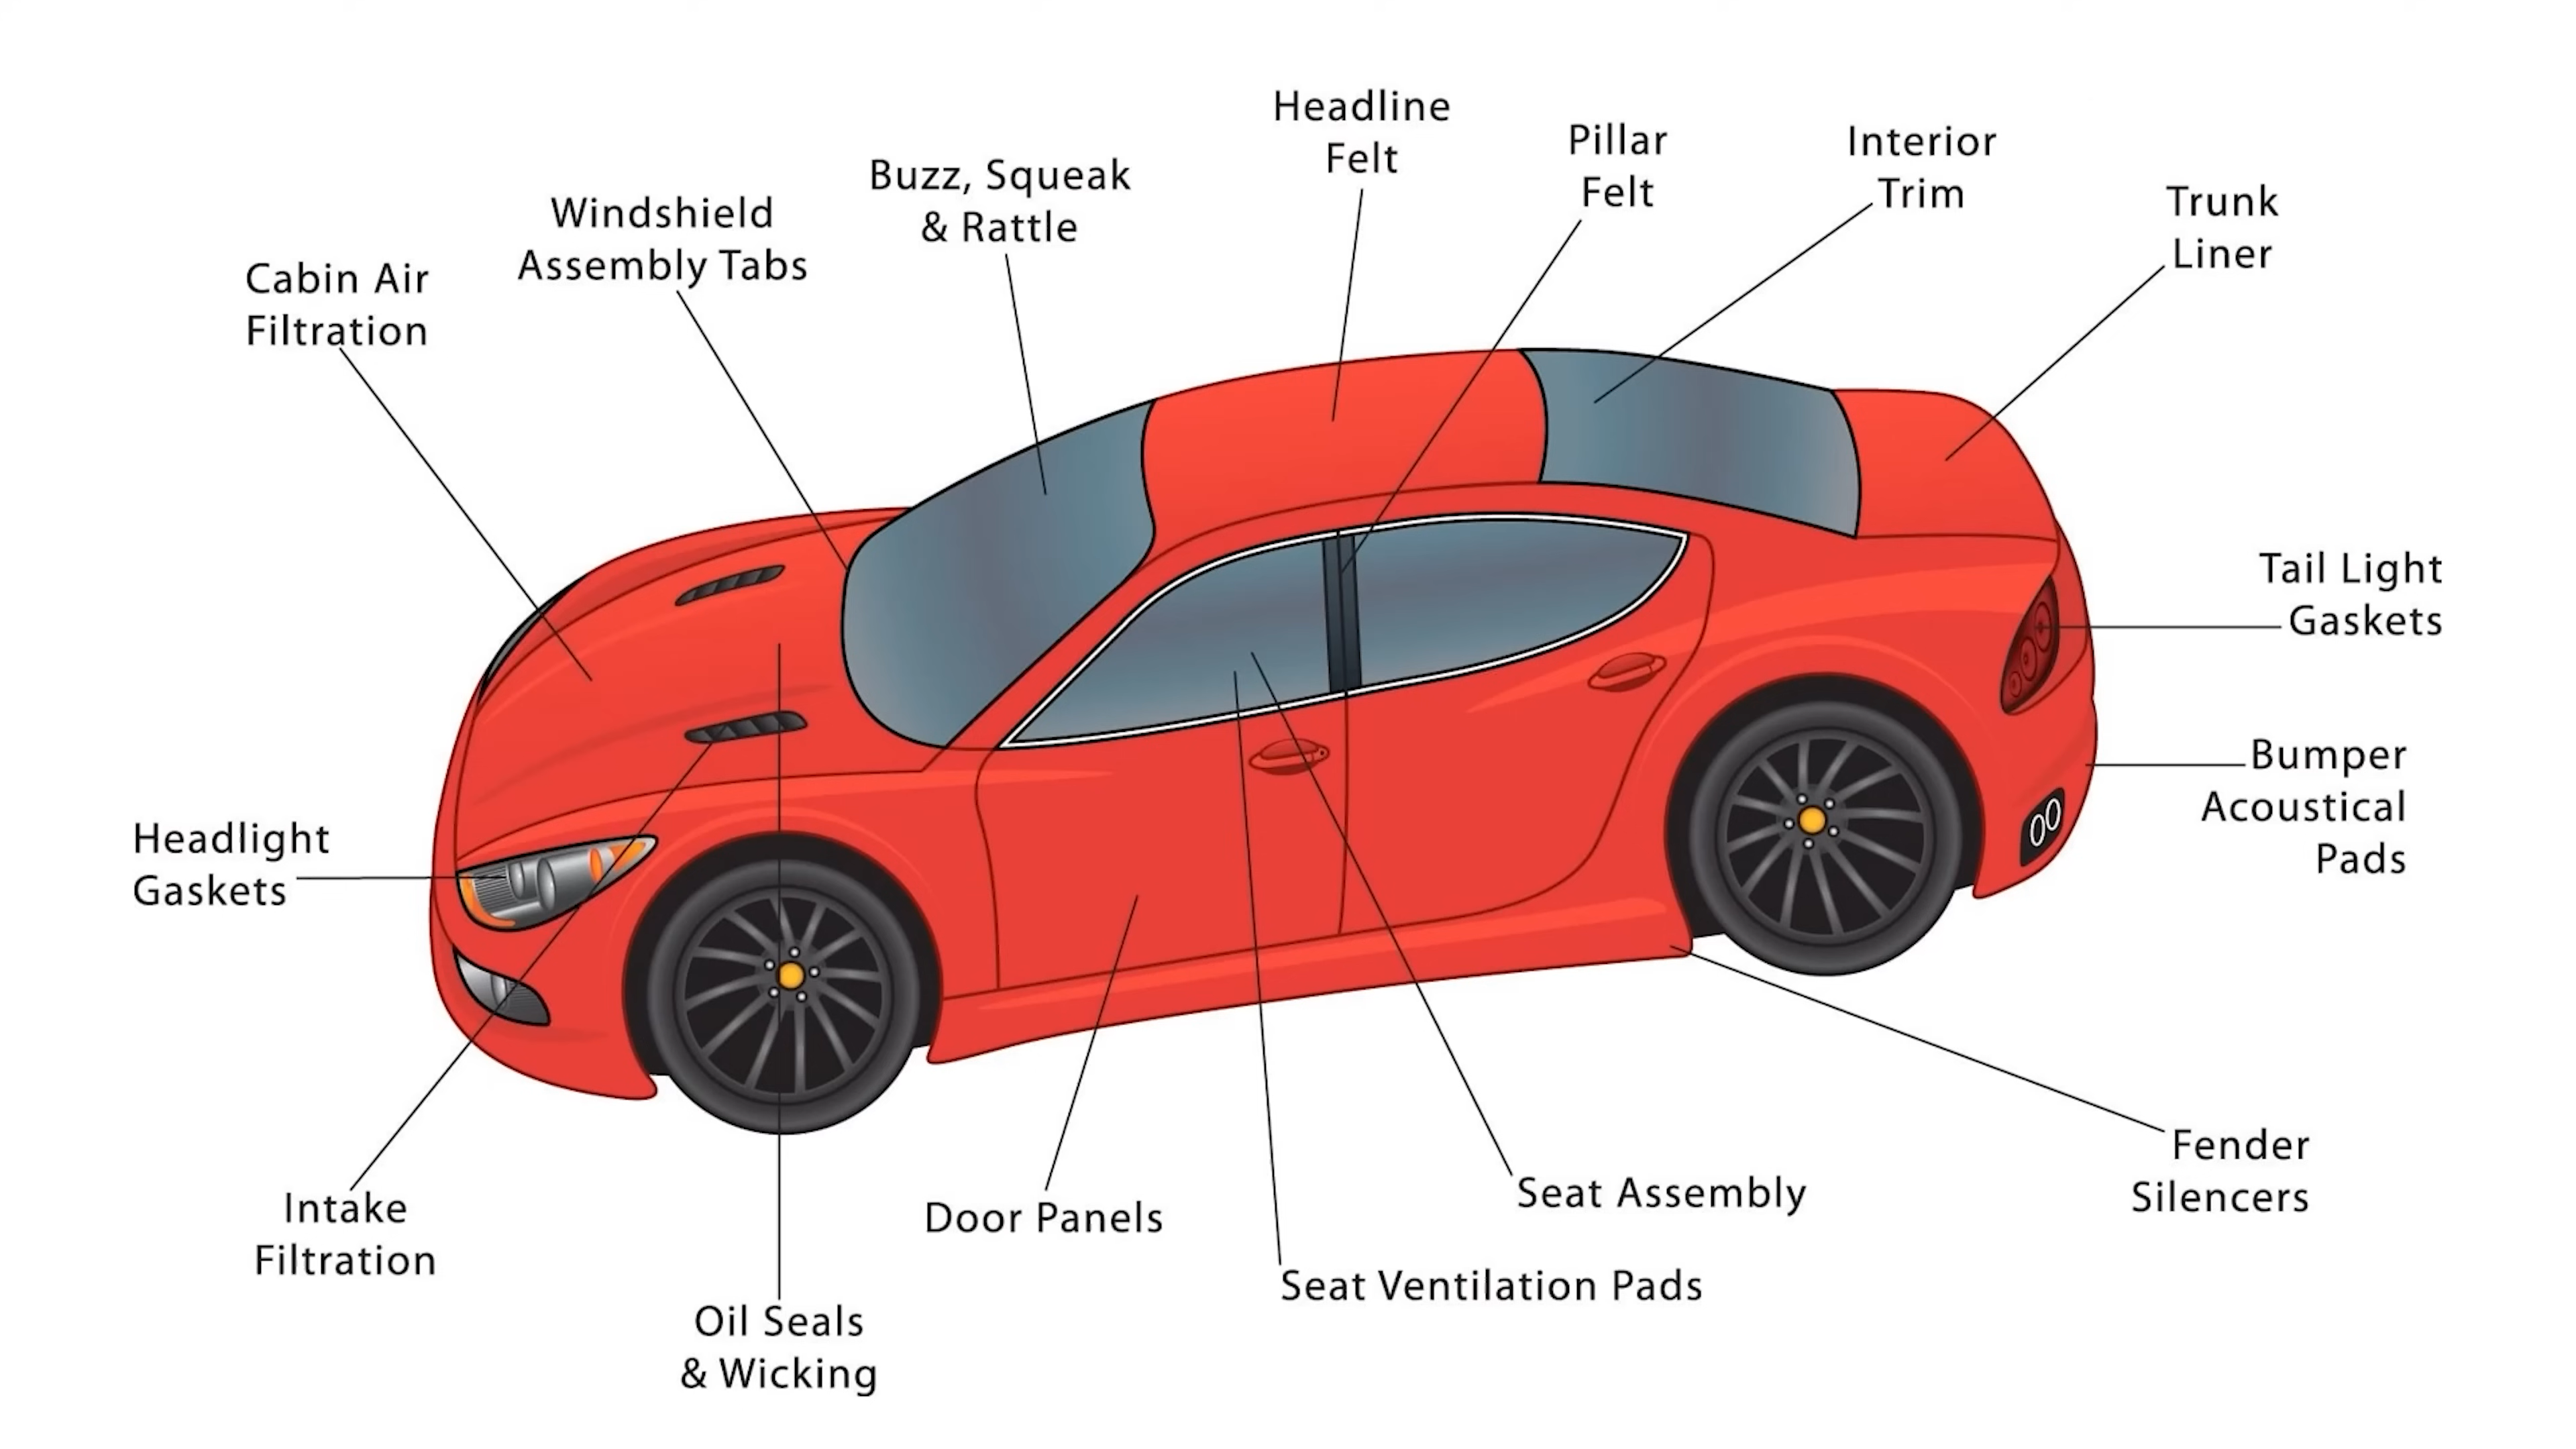 Headline
Felt
Pillar
Felt
Interior
Trim
Buzz, Squeak
& Rattle
Windshield
Assembly Tabs
Trunk
Liner
Cabin Air
Filtration
Tail Light
Gaskets
Bumper
Acoustical
Pads
Headlight
Gaskets
Fender
Silencers
Seat Assembly
Intake
Filtration
Door Panels
Seat Ventilation Pads
Oil Seals
& Wicking